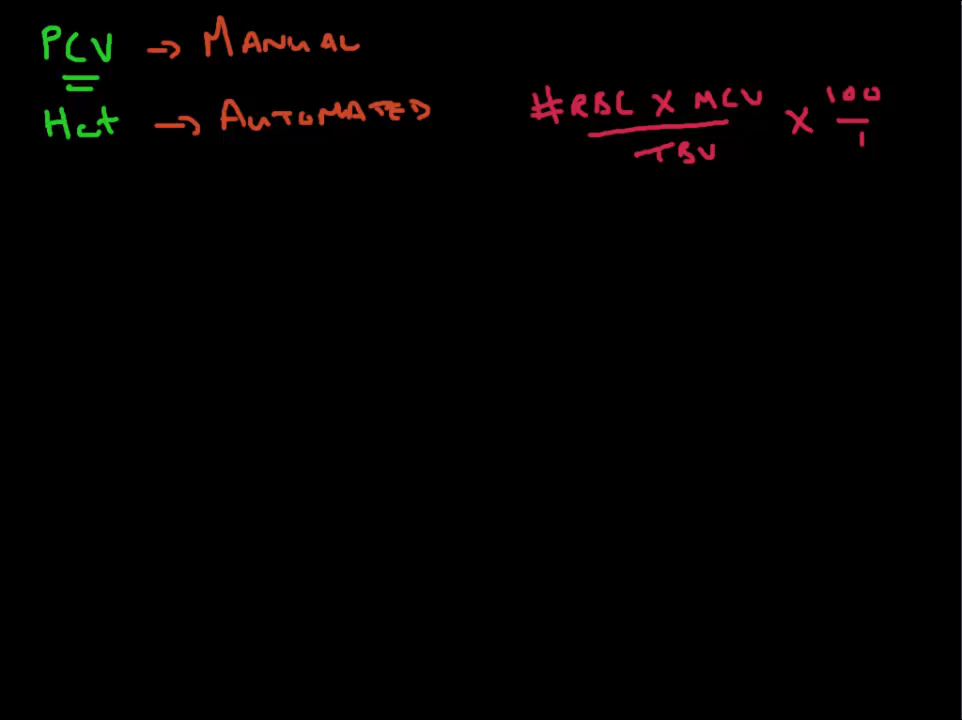 PCV → MANUAL
=
Hct → AUTOMATED
#RBC X MCV / TBV X 100 / 1